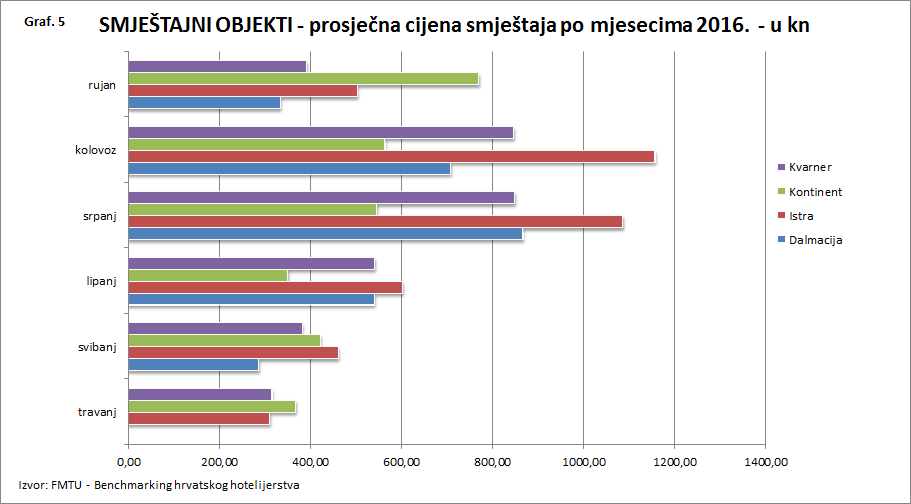 Graf. 5
SMJEŠTAJNI OBJEKTI - prosječna cijena smještaja po mjesecima 2016. - u kn
rujan
kolovoz
srpanj
lipanj
svibanj
travanj
Kvarner
Kontinent
Istra
Dalmacija
0,00 200,00 400,00 600,00 800,00 1000,00 1200,00 1400,00
Izvor: FMTU - Benchmarking hrvatskog hotelijerstva